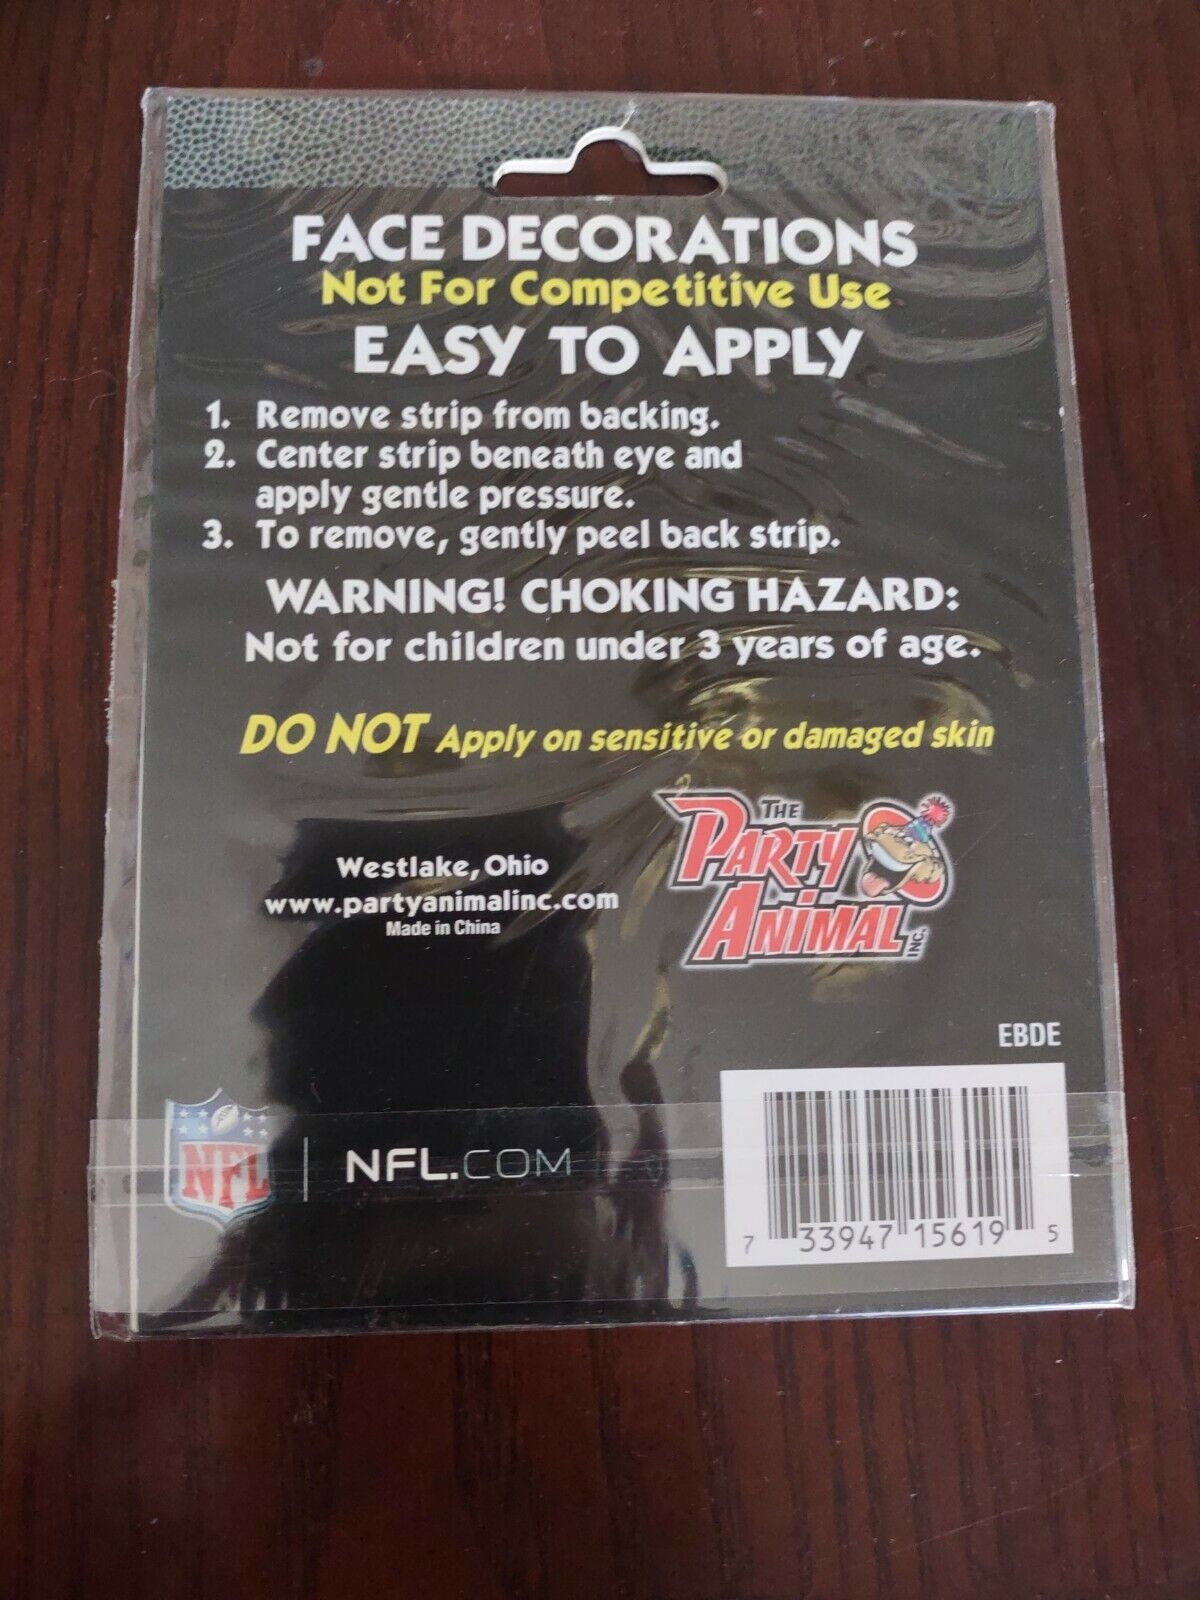 FACE DECORATIONS
Not For Competitive Use
EASY TO APPLY
1. Remove strip from backing.
2. Center strip beneath eye and
apply gentle pressure.
3. To remove, gently peel back strip.
WARNING! CHOKING HAZARD:
Not for children under 3 years of age.
DO NOT Apply on sensitive or damaged skin
Westlake, Ohio
www.partyanimalinc.com
Made in China
THE
PARTY
ANIMAL INC.
EBDE
NFL | NFL.COM
7 33947 15619 5